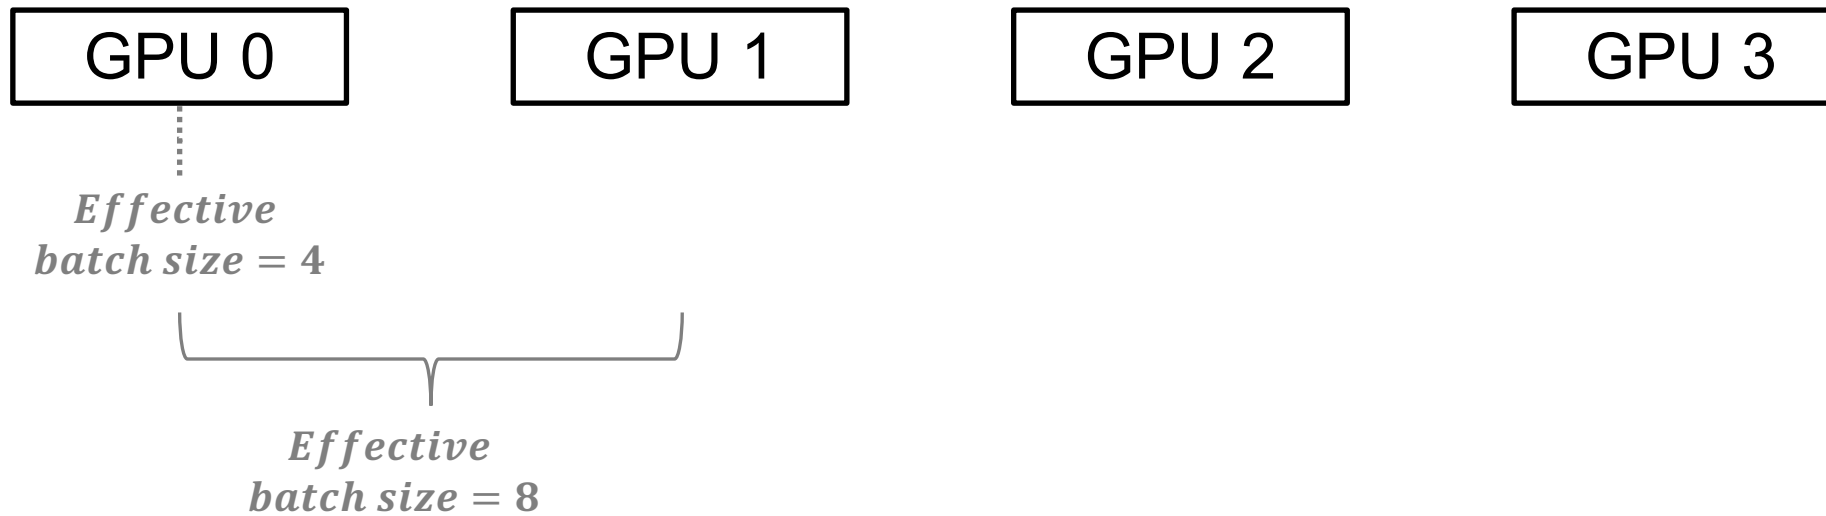 GPU 0
GPU 1
GPU 2
GPU 3
Effective
batch size = 4
Effective
batch size = 8